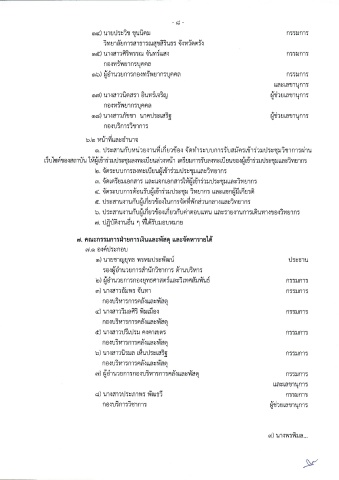 - ๘ -
๑๔) นายประวิช ขุนนิคม กรรมการ
วิทยาลัยการสาธารณสุขสิรินธร จังหวัดตรัง
๑๕) นางสาวศิริพรรณ จันทร์แสง กรรมการ
กองทรัพยากรบุคคล
๑๖) ผู้อำนวยการกองทรัพยากรบุคคล กรรมการ
และเลขานุการ
๑๗) นางสาวนิตสรา อินทร์เจริญ ผู้ช่วยเลขานุการ
กองทรัพยากรบุคคล
๑๘) นางสาวภัชชา นาคประเสริฐ ผู้ช่วยเลขานุการ
กองบริการวิชาการ
๖.๒ หน้าที่และอำนาจ
๑. ประสานกับหน่วยงานที่เกี่ยวข้อง จัดทำระบบการรับสมัครเข้าร่วมประชุมวิชาการผ่าน
เว็บไซต์ของสถาบัน ให้ผู้เข้าร่วมประชุมลงทะเบียนล่วงหน้า เตรียมการรับลงทะเบียนของผู้เข้าร่วมประชุมและวิทยากร
๒. จัดระบบการลงทะเบียนผู้เข้าร่วมประชุมและวิทยากร
๓. จัดเตรียมเอกสาร และแจกเอกสารให้ผู้เข้าร่วมประชุมและวิทยากร
๔. จัดระบบการต้อนรับผู้เข้าร่วมประชุม วิทยากร และแขกผู้มีเกียรติ
๕. ประสานงานกับผู้เกี่ยวข้องในการจัดที่พักส่วนกลางและวิทยากร
๖. ประสานงานกับผู้เกี่ยวข้องเกี่ยวกับค่าตอบแทน และรายงานการเดินทางของวิทยากร
๗. ปฏิบัติงานอื่น ๆ ที่ได้รับมอบหมาย
๗. คณะกรรมการฝ่ายการเงินและพัสดุ และจัดหารายได้
๗.๑ องค์ประกอบ
๑) นายชาญยุทธ พรหมประพัฒน์ ประธาน
รองผู้อำนวยการสำนักวิชาการ ด้านบริหาร
๒) ผู้อำนวยการกองยุทธศาสตร์และวิเทศสัมพันธ์ กรรมการ
๓) นางสาวอัมพร จันทา กรรมการ
กองบริหารการคลังและพัสดุ
๔) นางสาววิมลศิริ พิมเมือง กรรมการ
กองบริหารการคลังและพัสดุ
๕) นางสาวปริเปรม คงคาเขตร กรรมการ
กองบริหารการคลังและพัสดุ
๖) นางสาวนิรมล เห็นประเสริฐ กรรมการ
กองบริหารการคลังและพัสดุ
๗) ผู้อำนวยการกองบริหารการคลังและพัสดุ กรรมการ
และเลขานุการ
๘) นางสาวประภาพร พัฒรวี ผู้ช่วยเลขานุการ
กองบริการวิชาการ
๙) นางพรพิมล...